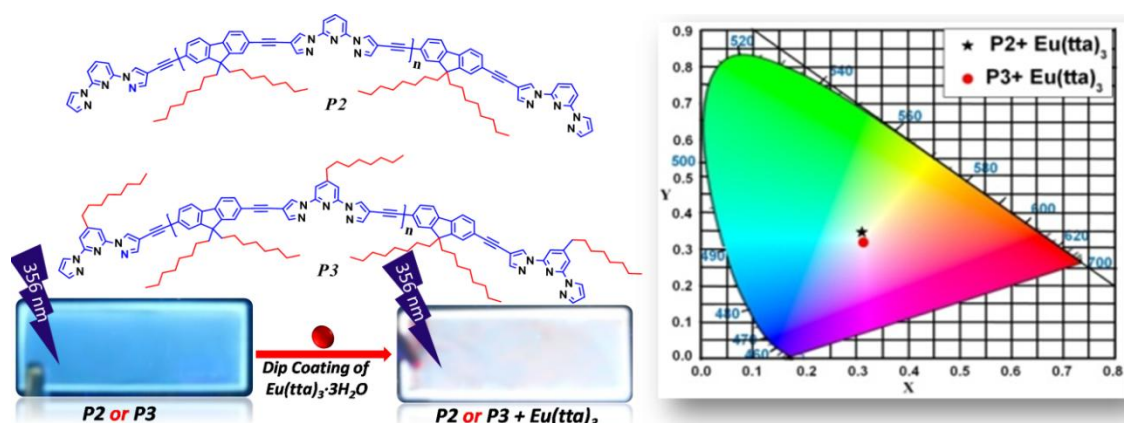 N N N
N N
n
N N N
N N
P2
N N N
N N
N N N
N N
n
P3
N N N
N N
N N N
N N
356 nm
356 nm
Dip Coating of
Eu(tta)3·3H2O
P2 or P3
P2 or P3 + Eu(tta)3
P2+ Eu(tta)3
P3+ Eu(tta)3
0.9
0.8
0.7
0.6
0.5
Y
0.4
0.3
0.2
0.1
0.0
520
540
560
500
580
600
620
490
700
480
470
460
0.0 0.1 0.2 0.3 0.4 0.5 0.6 0.7 0.8
X